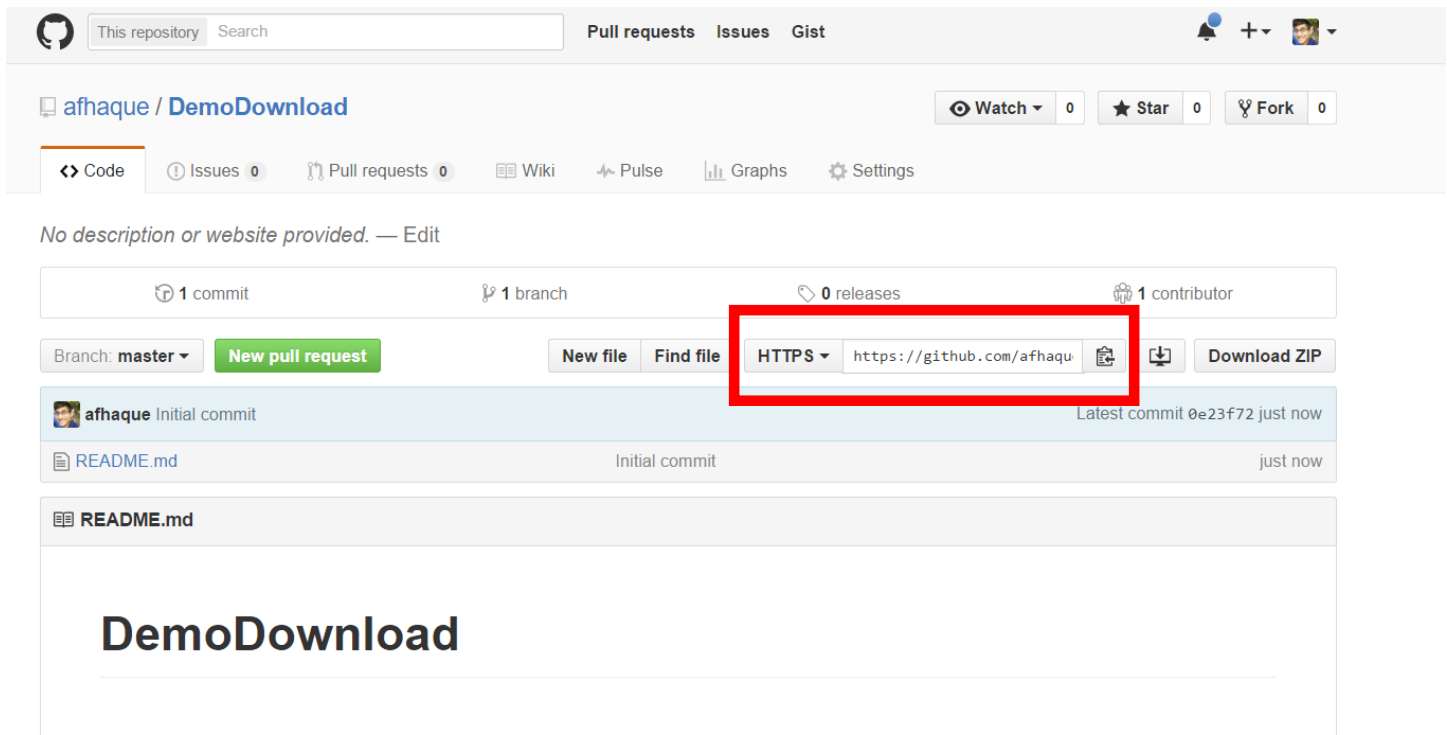 This repository Search Pull requests Issues Gist
afhaque / DemoDownload Watch 0 Star 0 Fork 0
Code Issues 0 Pull requests 0 Wiki Pulse Graphs Settings
No description or website provided. — Edit
1 commit 1 branch 0 releases 1 contributor
Branch: master New pull request New file Find file HTTPS https://github.com/afhaqu Download ZIP
afhaque Initial commit Latest commit 0e23f72 just now
README.md Initial commit just now
README.md
DemoDownload